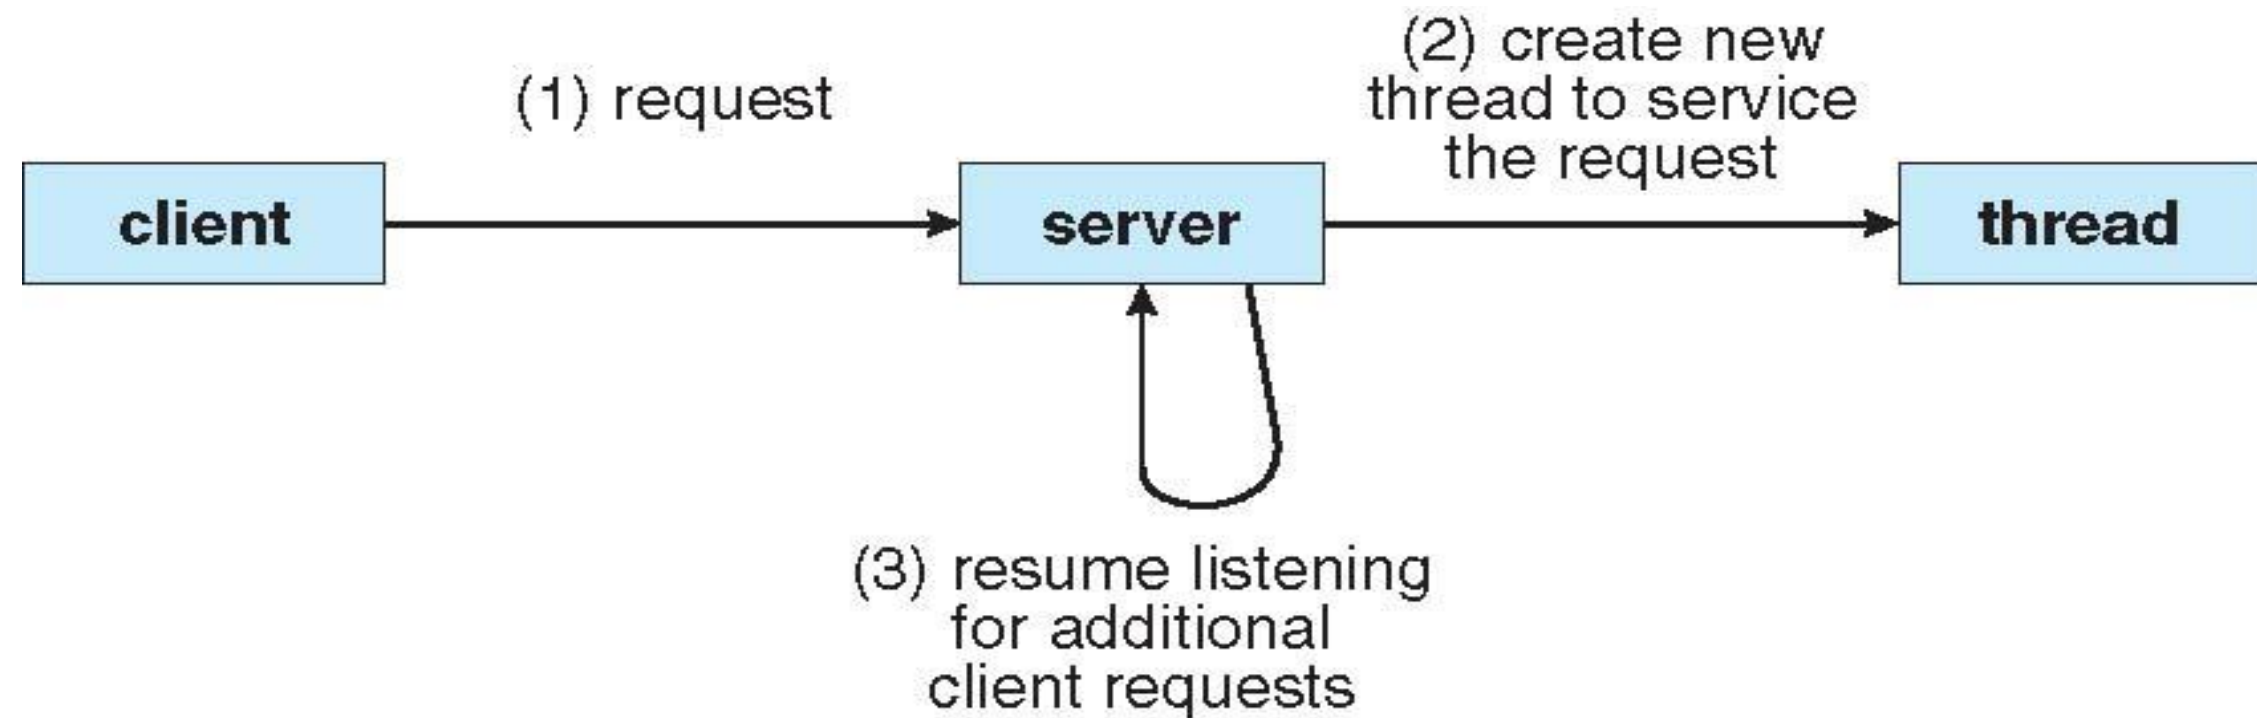 (1) request
(2) create new
thread to service
the request
client
server
thread
(3) resume listening
for additional
client requests